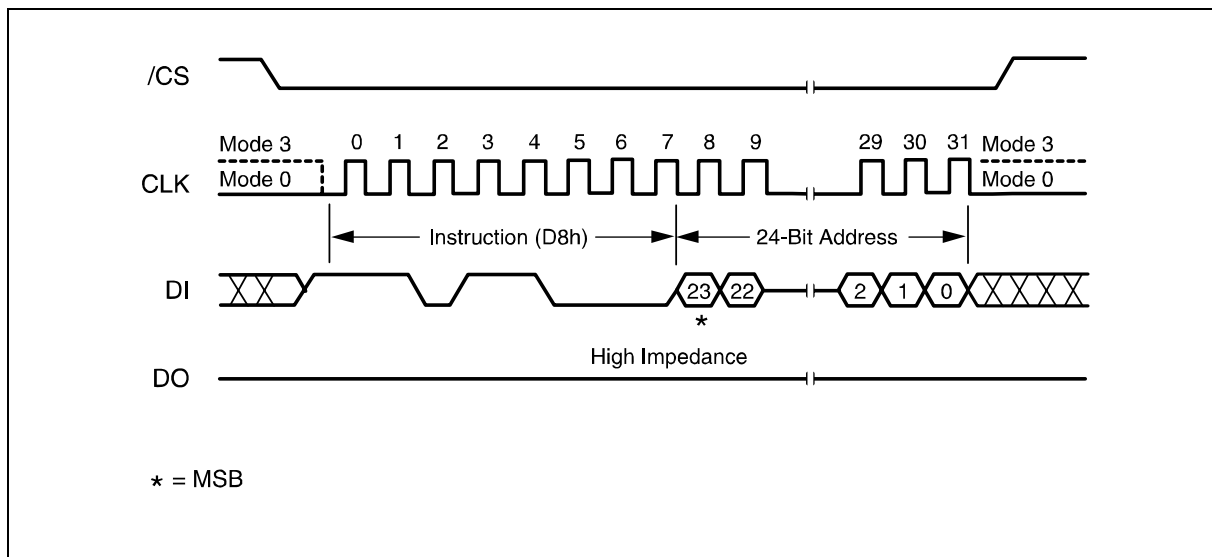 /CS
Mode 3 0 1 2 3 4 5 6 7 8 9 29 30 31 Mode 3
CLK Mode 0 Mode 0
Instruction (D8h) 24-Bit Address
DI 23 22 2 1 0
*
High Impedance
DO
* = MSB